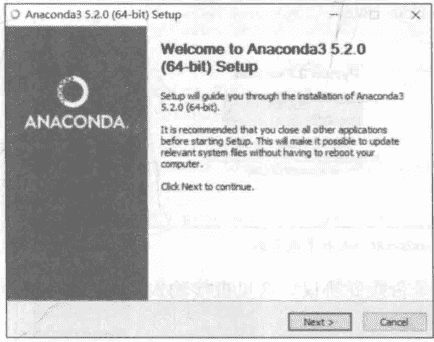 Anaconda3 5.2.0 (64-bit) Setup
Welcome to Anaconda3 5.2.0
(64-bit) Setup
Setup will guide you through the installation of Anaconda3
5.2.0 (64-bit).
It is recommended that you close all other applications
before starting Setup. This will make it possible to update
relevant system files without having to reboot your
computer.
Click Next to continue.
ANACONDA.
Next >
Cancel